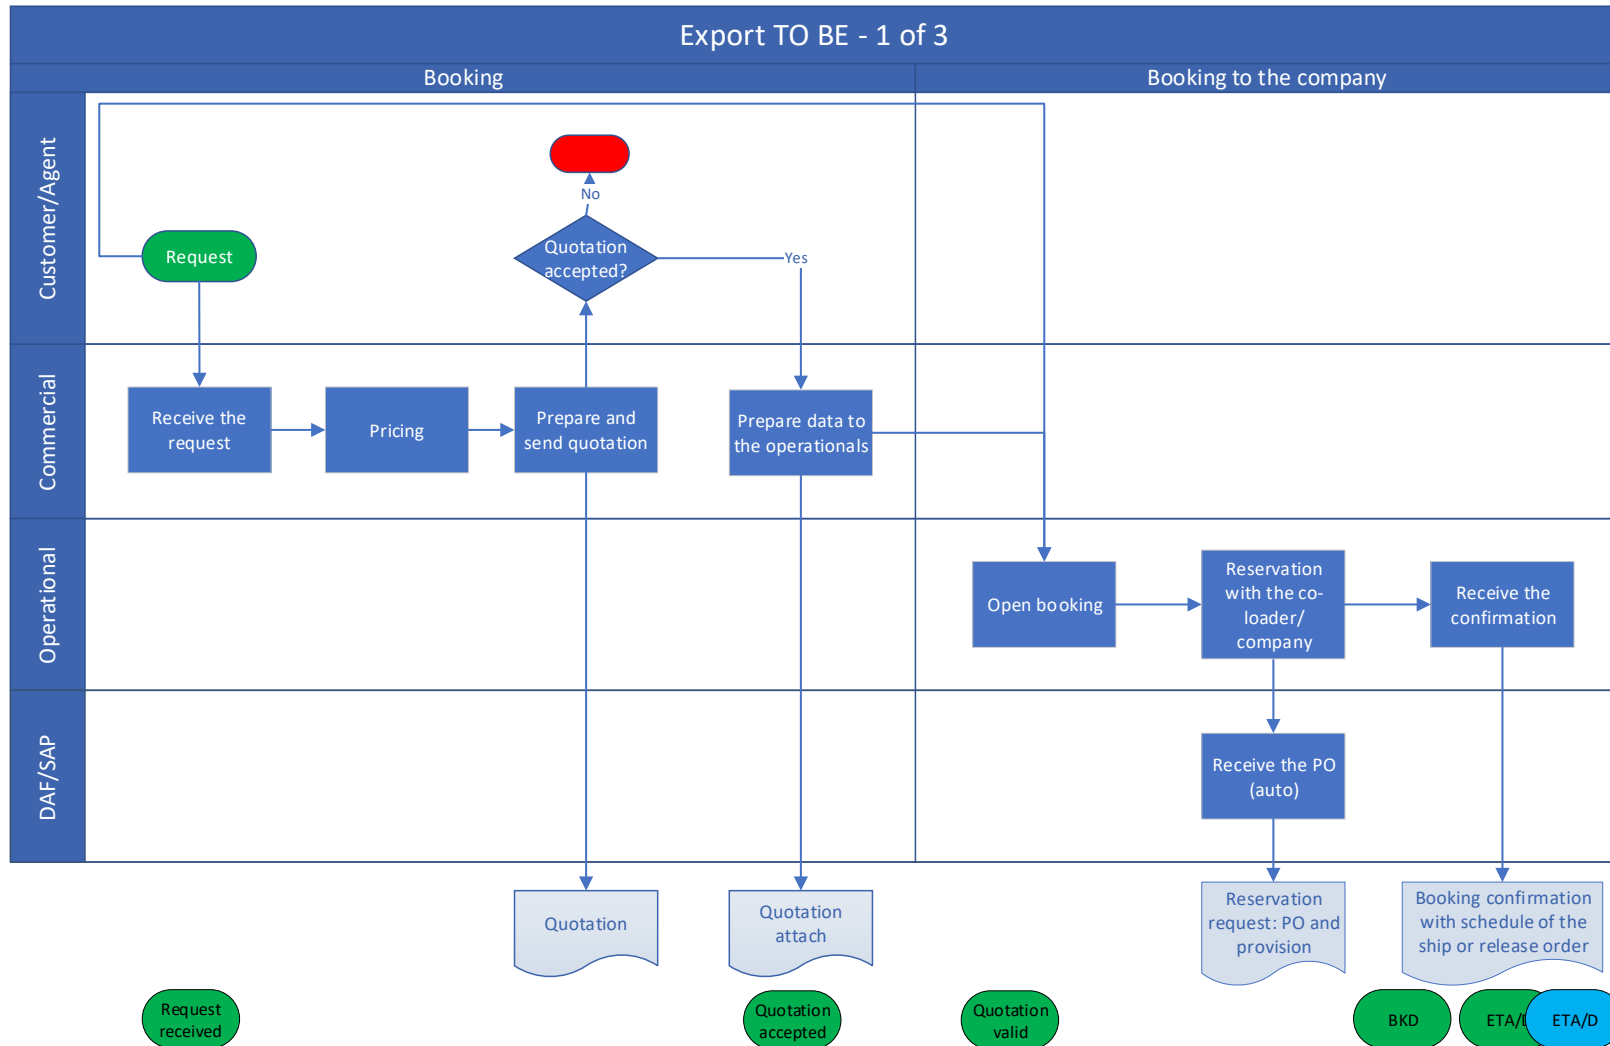 Export TO BE - 1 of 3
Booking
Booking to the company
Customer/Agent
No
Request
Quotation
accepted?
Yes
Commercial
Receive the
request
Pricing
Prepare and
send quotation
Prepare data to
the operationals
Operational
Open booking
Reservation
with the co-
loader/
company
Receive the
confirmation
DAF/SAP
Receive the PO
(auto)
Quotation
Quotation
attach
Reservation
request: PO and
provision
Booking confirmation
with schedule of the
ship or release order
Request
received
Quotation
accepted
Quotation
valid
BKD
ETA/D
ETA/D